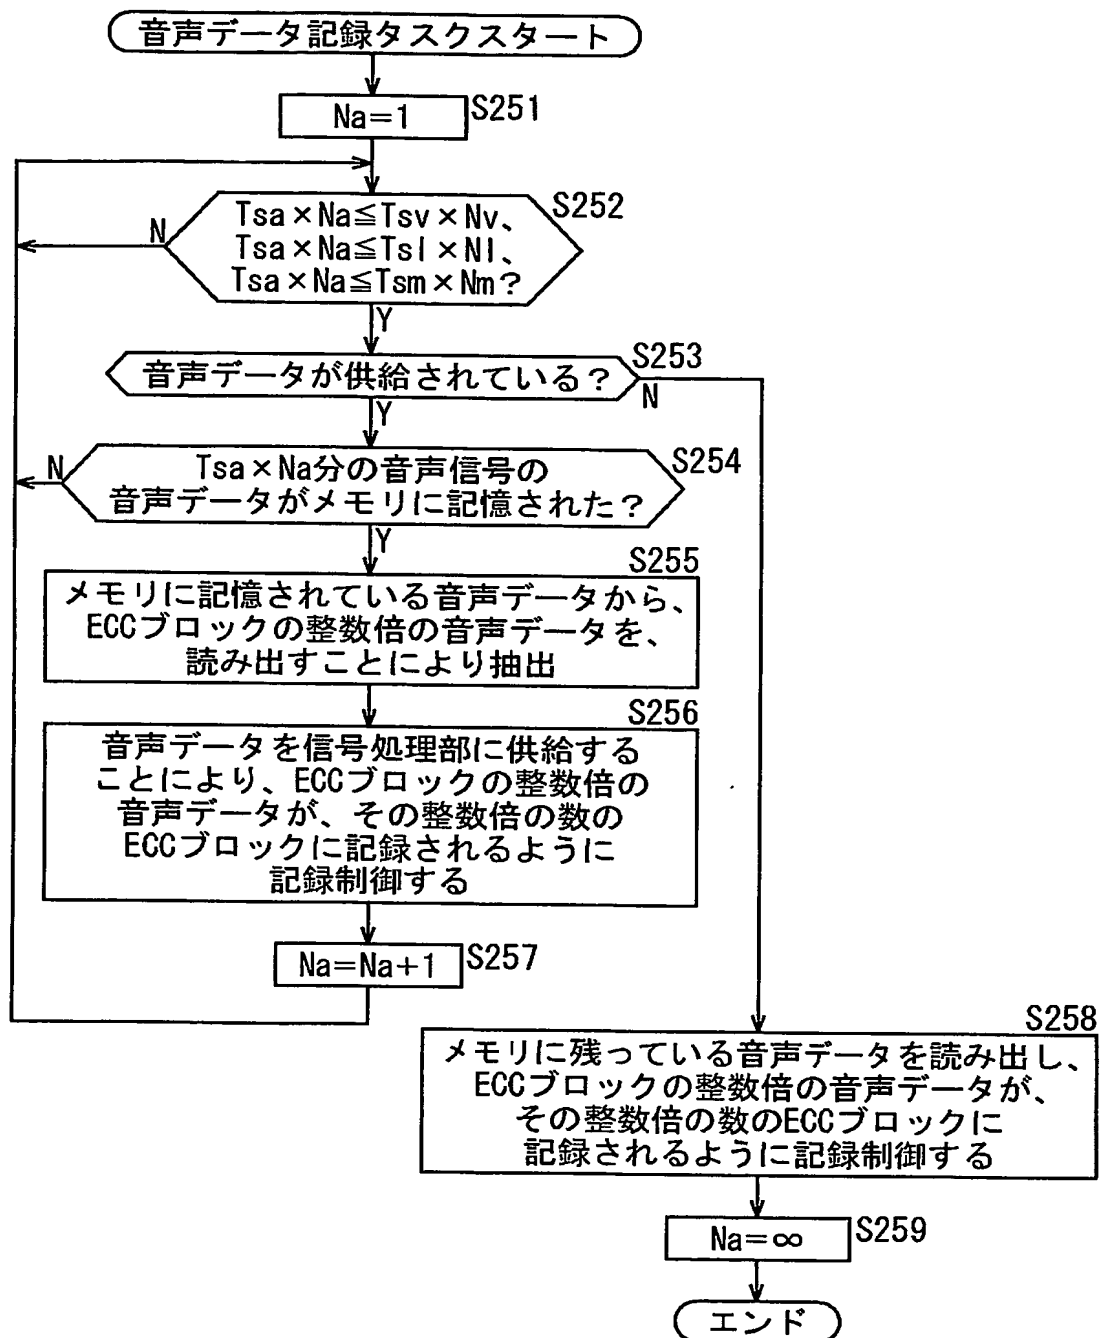 音声データ記録タスクスタート
Na=1
S251
Tsa×Na≦Tsv×Nv、
Tsa×Na≦Tsl×Nl、
Tsa×Na≦Tsm×Nm?
S252
N
Y
音声データが供給されている?
S253
N
Y
Tsa×Na分の音声信号の
音声データがメモリに記憶された?
S254
N
Y
S255
メモリに記憶されている音声データから、
ECCブロックの整数倍の音声データを、
読み出すことにより抽出
S256
音声データを信号処理部に供給する
ことにより、ECCブロックの整数倍の
音声データが、その整数倍の数の
ECCブロックに記録されるように
記録制御する
Na=Na+1
S257
S258
メモリに残っている音声データを読み出し、
ECCブロックの整数倍の音声データが、
その整数倍の数のECCブロックに
記録されるように記録制御する
Na=∞
S259
エンド